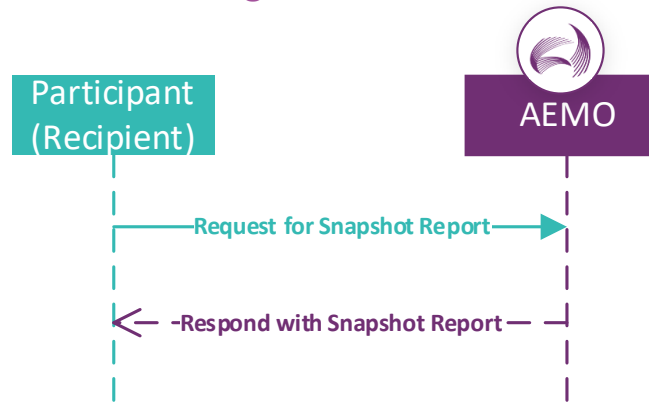 Participant
(Recipient)
AEMO
Request for Snapshot Report
Respond with Snapshot Report